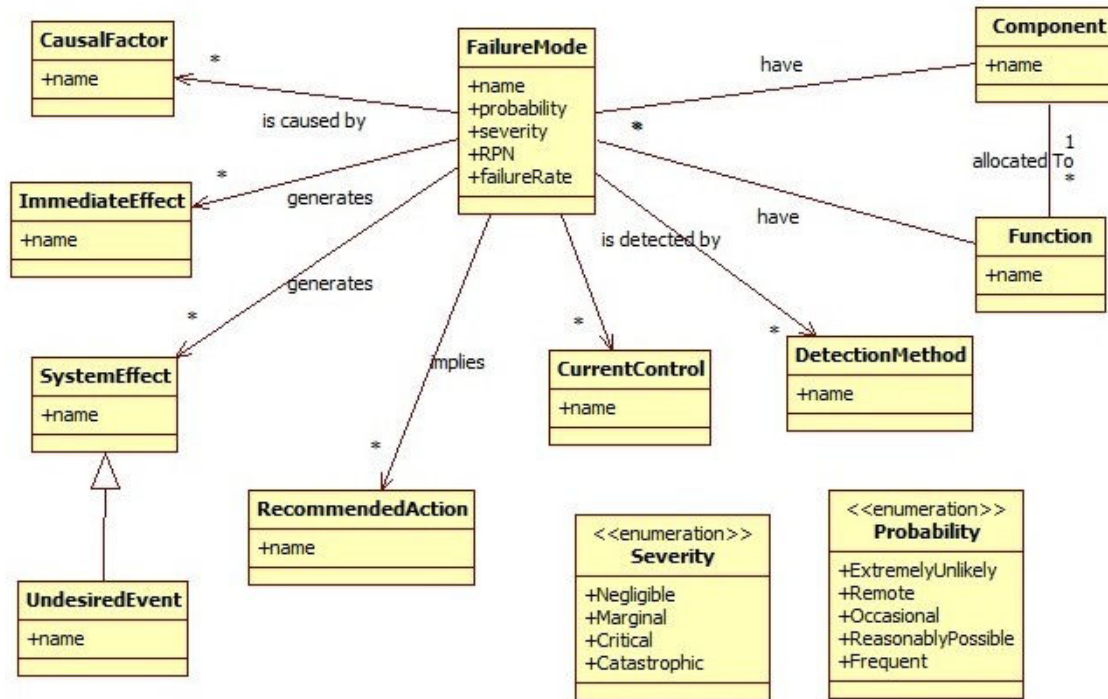 CausalFactor
+name
*
is caused by
FailureMode
+name
+probability
+severity
+RPN
+failureRate
have
*
Component
+name
1
allocated To
*
ImmediateEffect
+name
*
generates
is detected by
have
Function
+name
generates
*
SystemEffect
+name
implies
*
*
CurrentControl
+name
*
DetectionMethod
+name
RecommendedAction
+name
UndesiredEvent
+name
<<enumeration>>
Severity
+Negligible
+Marginal
+Critical
+Catastrophic
<<enumeration>>
Probability
+ExtremelyUnlikely
+Remote
+Occasional
+ReasonablyPossible
+Frequent